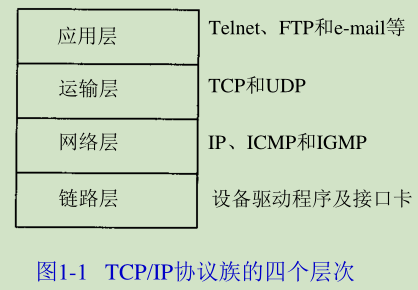 应用层 Telnet、FTP和e-mail等
运输层 TCP和UDP
网络层 IP、ICMP和IGMP
链路层 设备驱动程序及接口卡
图1-1 TCP/IP协议族的四个层次